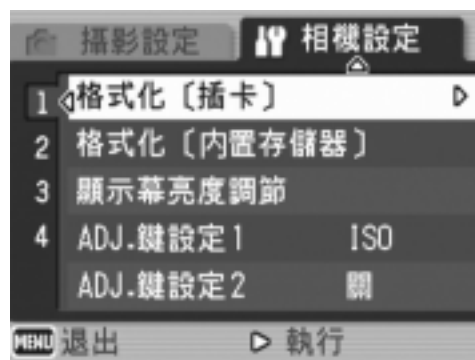 攝影設定 相機設定
1 格式化〔插卡〕
2 格式化〔內置存儲器〕
3 顯示幕亮度調節
4 ADJ.鍵設定1 ISO
ADJ.鍵設定2 關
MENU 退出 執行